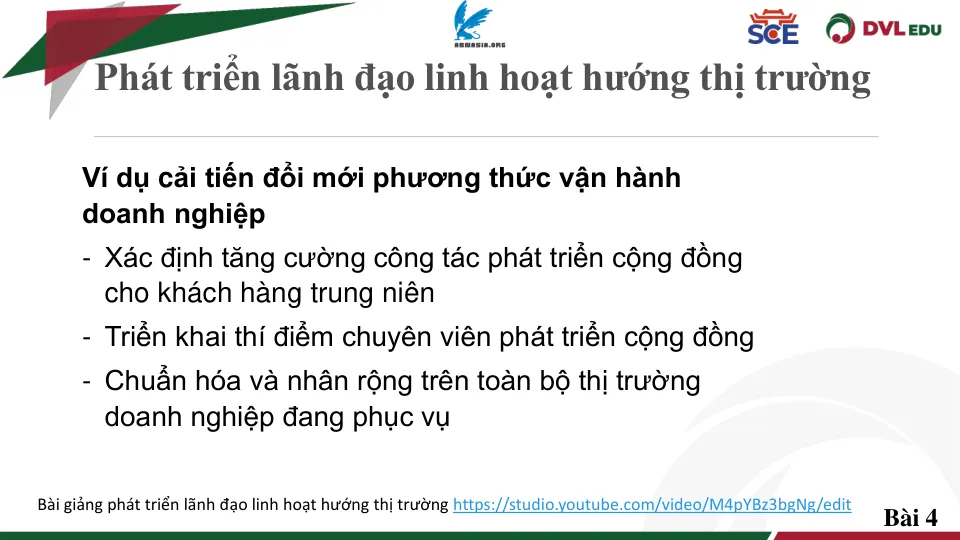 ARMASIA.ORG
SCE
DVL EDU
Phát triển lãnh đạo linh hoạt hướng thị trường
Ví dụ cải tiến đổi mới phương thức vận hành
doanh nghiệp
- Xác định tăng cường công tác phát triển cộng đồng
cho khách hàng trung niên
- Triển khai thí điểm chuyên viên phát triển cộng đồng
- Chuẩn hóa và nhân rộng trên toàn bộ thị trường
doanh nghiệp đang phục vụ
Bài giảng phát triển lãnh đạo linh hoạt hướng thị trường https://studio.youtube.com/video/M4pYBz3bgNg/edit
Bài 4